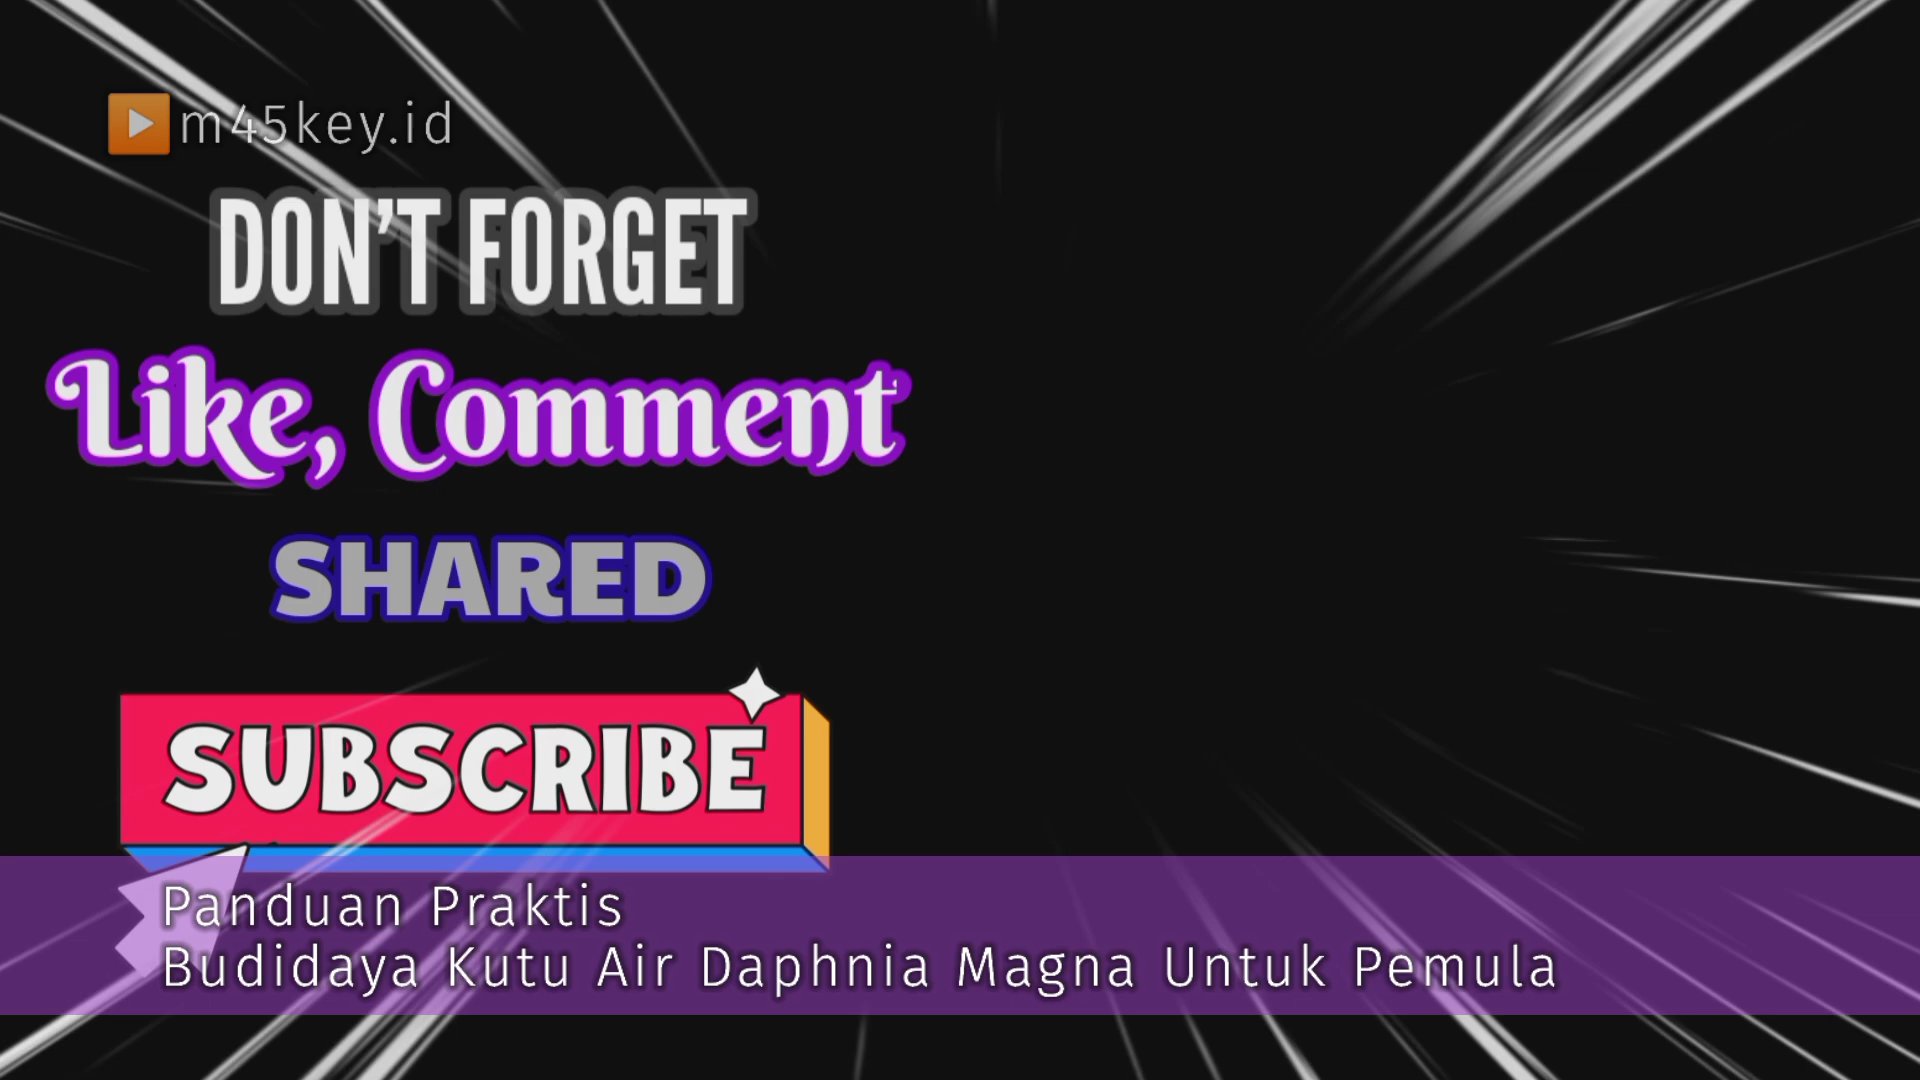 m45key.id
DON'T FORGET
Like, Comment
SHARED
SUBSCRIBE
Panduan Praktis
Budidaya Kutu Air Daphnia Magna Untuk Pemula